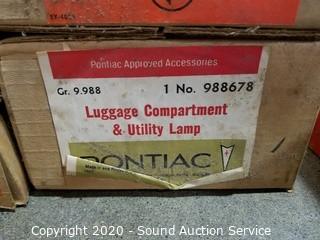 Pontiac Approved Accessories
Gr. 9.988 1 No. 988678
Luggage Compartment
& Utility Lamp
PONTIAC
Copyright 2020 - Sound Auction Service